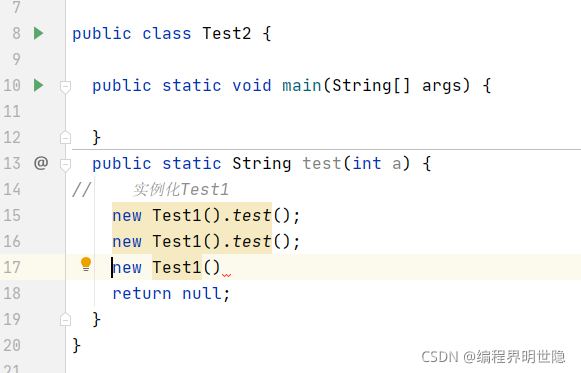 7
8 public class Test2 {
9
10 public static void main(String[] args) {
11
12 }
13 @ public static String test(int a) {
14 // 实例化Test1
15 new Test1().test();
16 new Test1().test();
17 new Test1()
18 return null;
19 }
20 }
21
CSDN @编程界明世隐